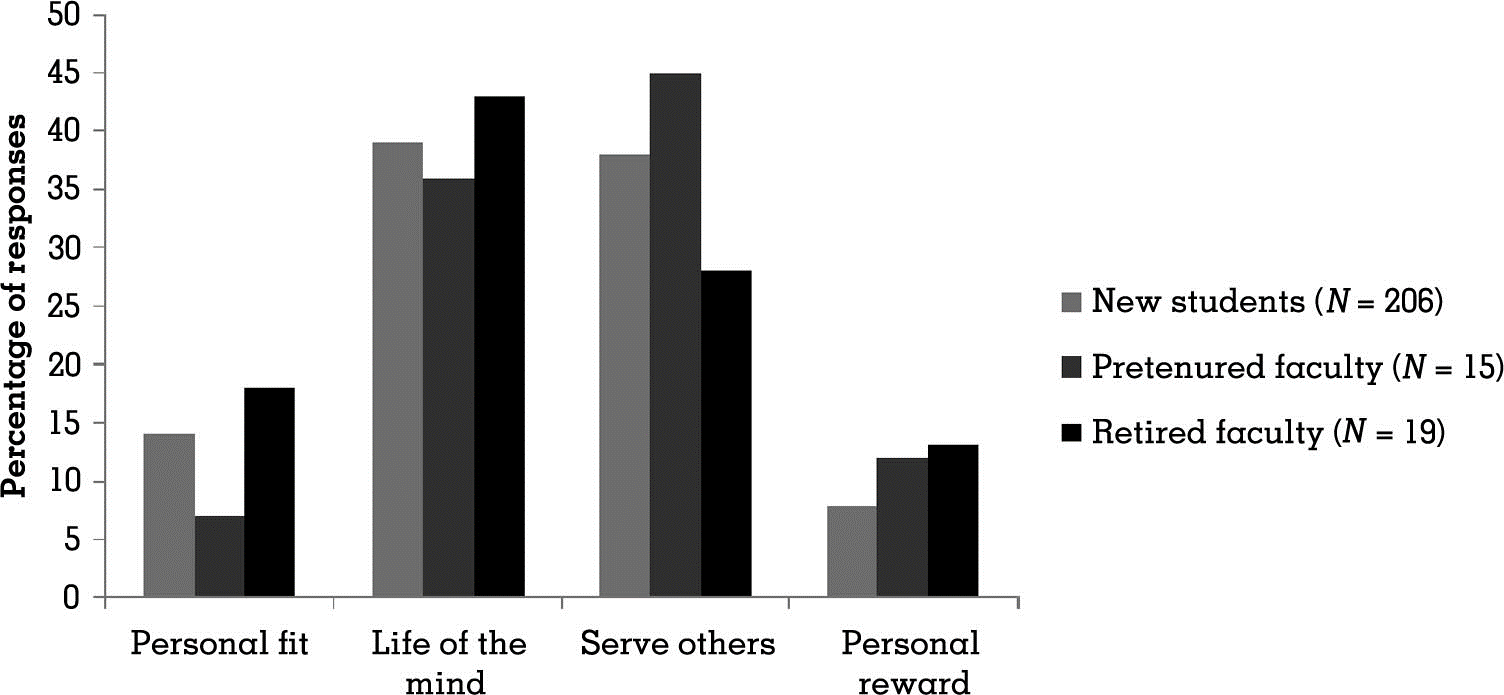 Percentage of responses
50
45
40
35
30
25
20
15
10
5
0
Personal fit
Life of the
mind
Serve others
Personal
reward
New students (N = 206)
Pretenured faculty (N = 15)
Retired faculty (N = 19)